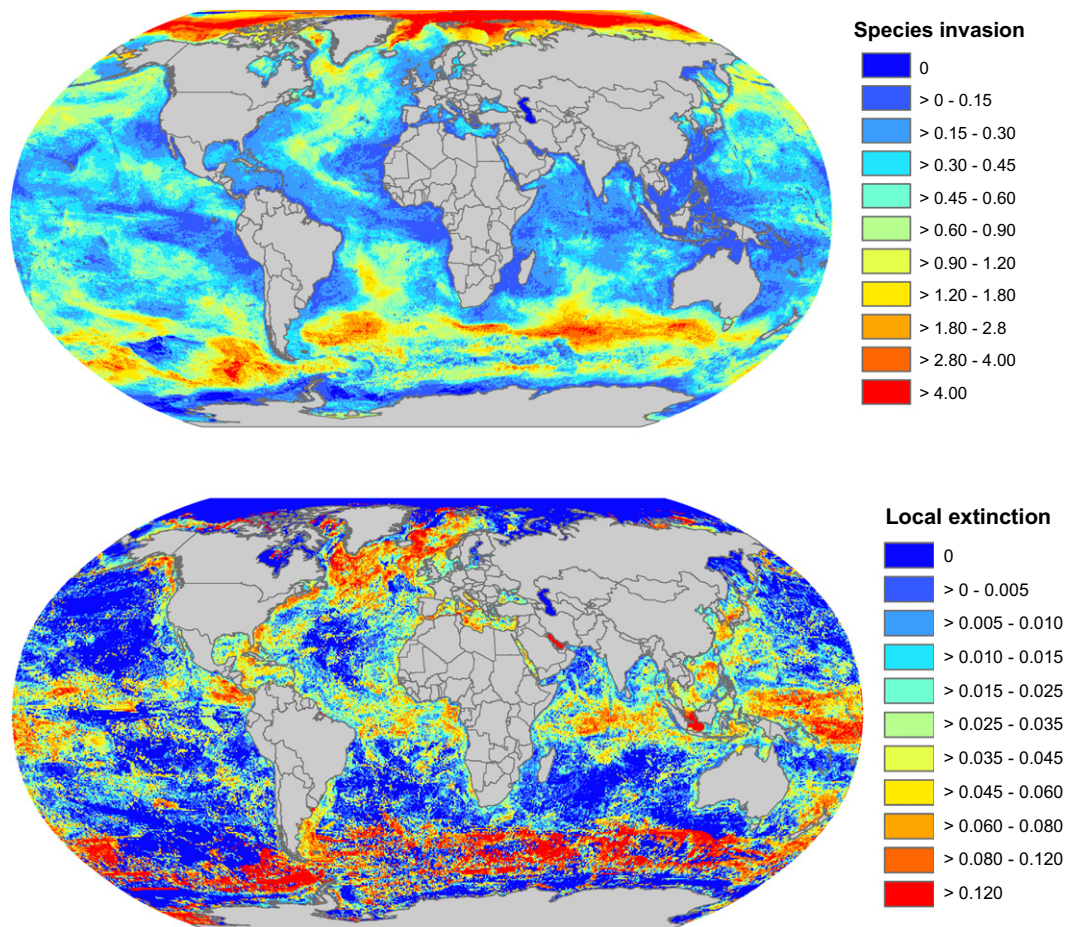 Species invasion
0
> 0 - 0.15
> 0.15 - 0.30
> 0.30 - 0.45
> 0.45 - 0.60
> 0.60 - 0.90
> 0.90 - 1.20
> 1.20 - 1.80
> 1.80 - 2.8
> 2.80 - 4.00
> 4.00
Local extinction
0
> 0 - 0.005
> 0.005 - 0.010
> 0.010 - 0.015
> 0.015 - 0.025
> 0.025 - 0.035
> 0.035 - 0.045
> 0.045 - 0.060
> 0.060 - 0.080
> 0.080 - 0.120
> 0.120